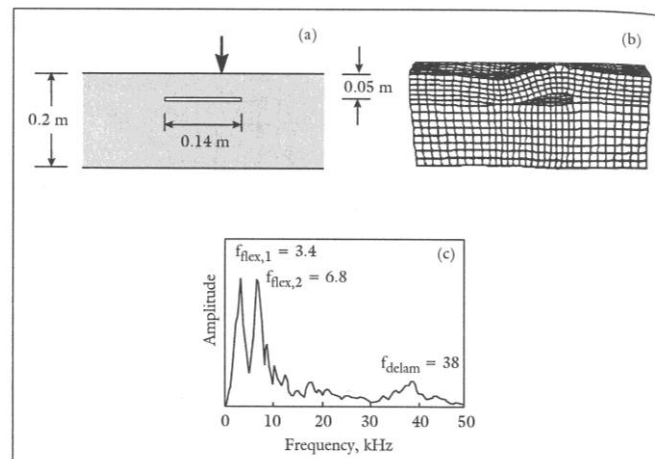 (a)
(b)
0.2 m
0.05 m
0.14 m
(c)
f_flex,1 = 3.4
f_flex,2 = 6.8
f_delam = 38
Amplitude
0 10 20 30 40 50
Frequency, kHz